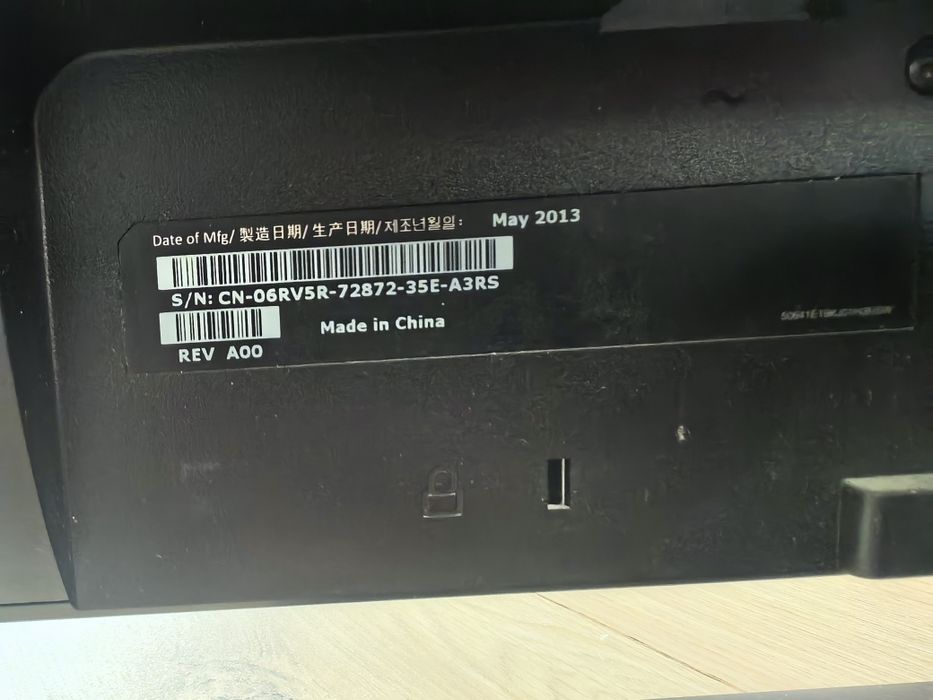 Date of Mfg/ 製造日期/ 生产日期/ 제조년월일: May 2013
S/N: CN-06RV5R-72872-35E-A3RS
Made in China
REV A00